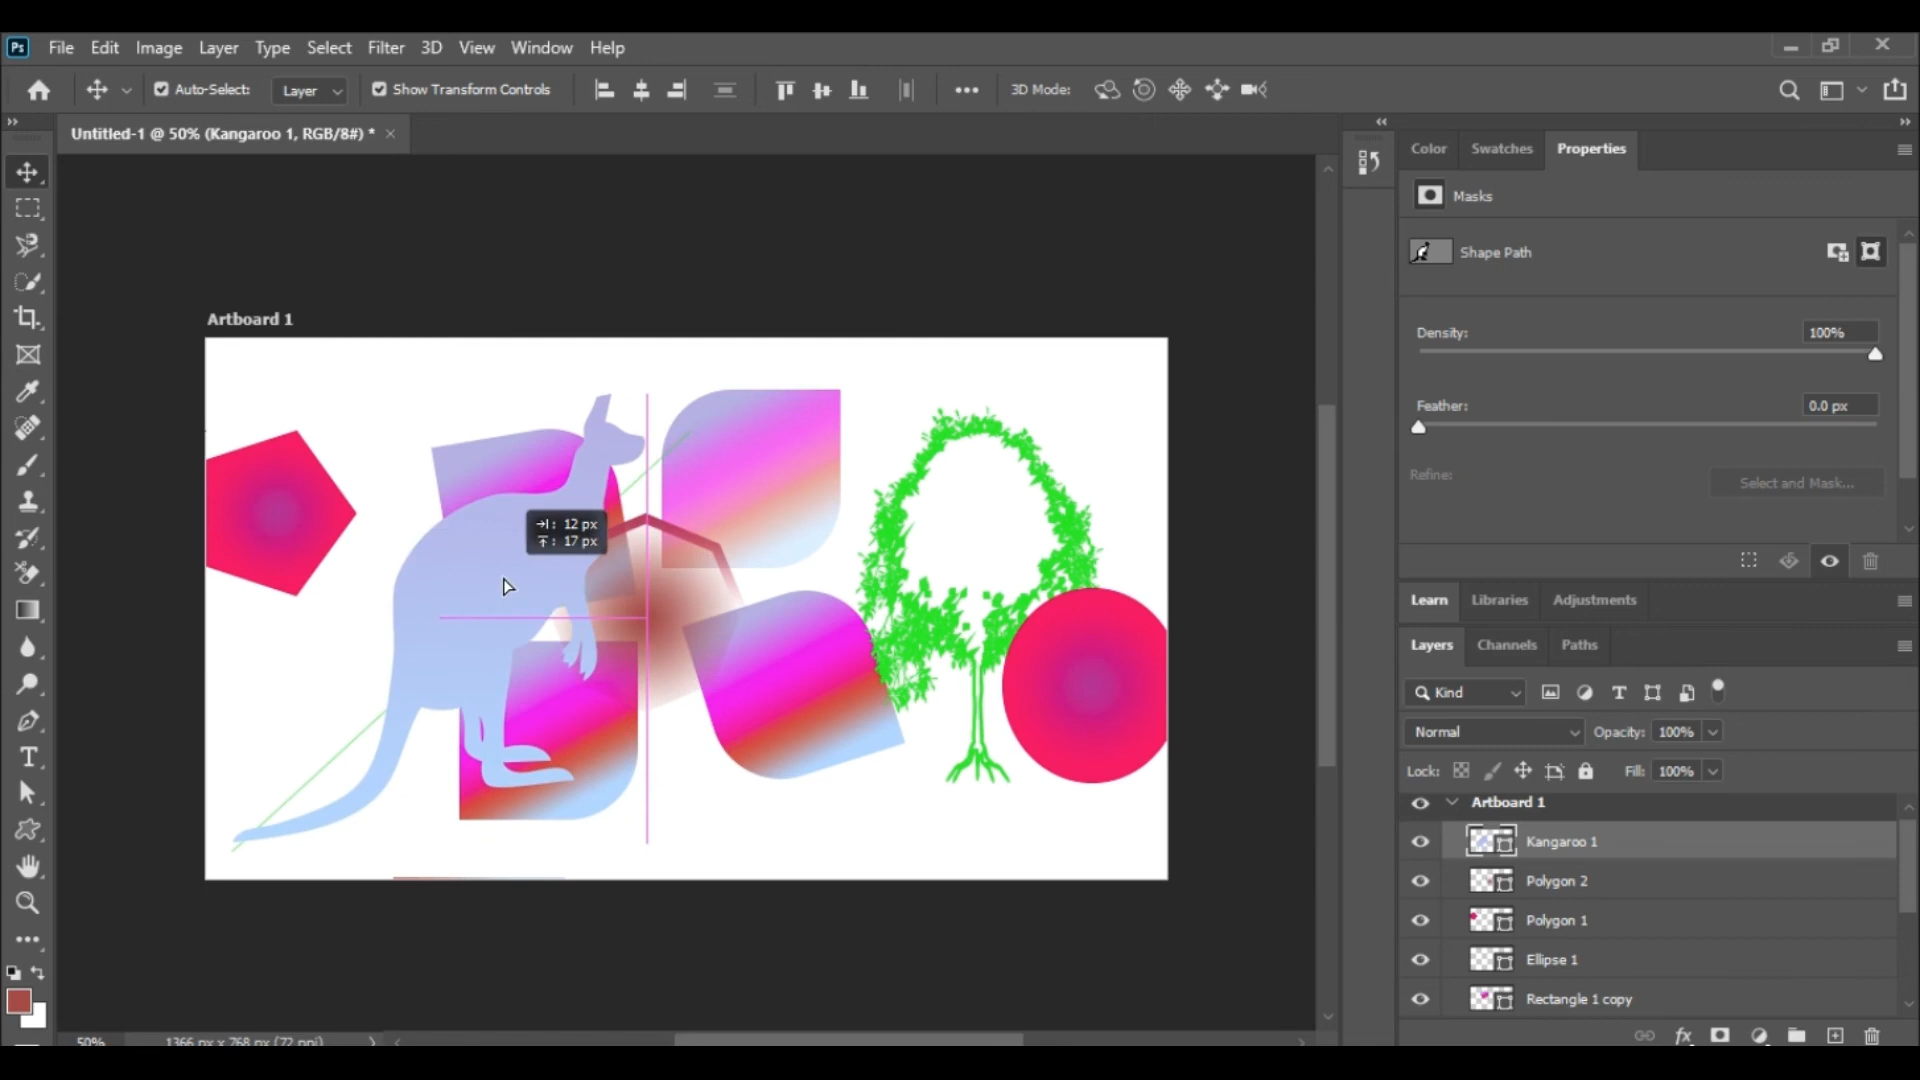 Ps File Edit Image Layer Type Select Filter 3D View Window Help
Auto-Select: Layer Show Transform Controls 3D Mode:
Untitled-1 @ 50% (Kangaroo 1, RGB/8#) *
Color Swatches Properties
Masks
Shape Path
Artboard 1
Density: 100%
Feather: 0.0 px
Refine: Select and Mask...
12 px
17 px
Learn Libraries Adjustments
Layers Channels Paths
Kind
Normal Opacity: 100%
Lock: Fill: 100%
Artboard 1
Kangaroo 1
Polygon 2
Polygon 1
Ellipse 1
Rectangle 1 copy
50% 1366 px x 768 px (72 ppi)